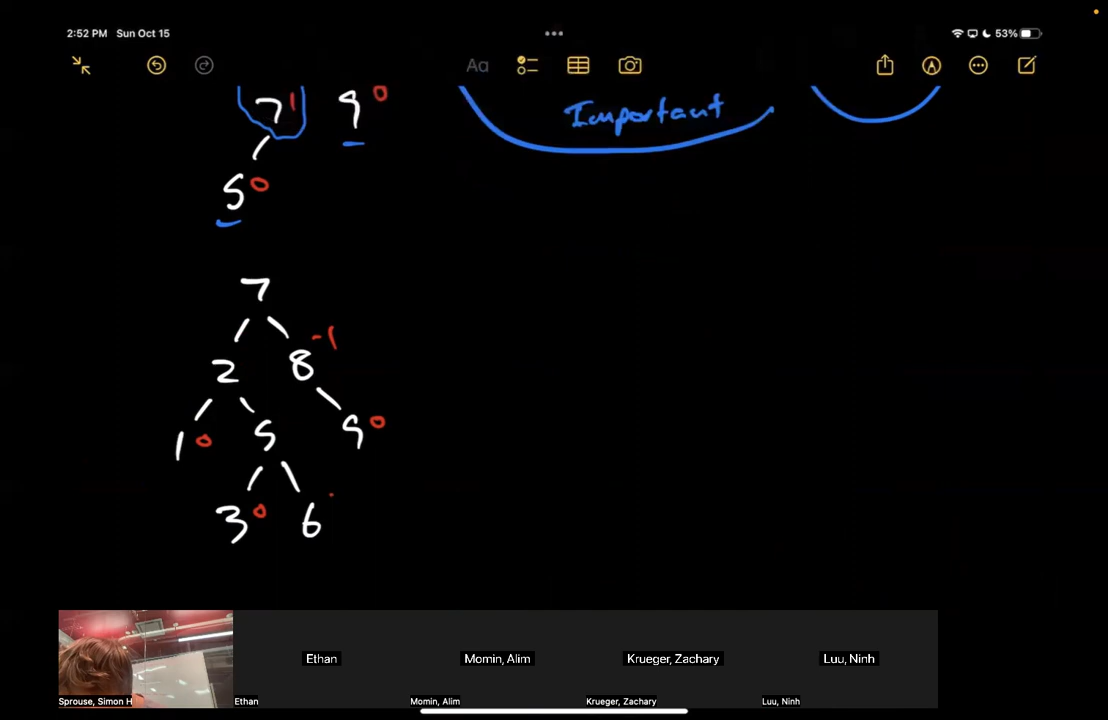 2:52 PM Sun Oct 15
53%
Aa
7 1 9 0
Important
5 0
7
2 8 -1
1 0 5 9 0
3 0 6
Ethan
Momin, Alim
Krueger, Zachary
Luu, Ninh
Sprouse, Simon H
Ethan
Momin, Alim
Krueger, Zachary
Luu, Ninh